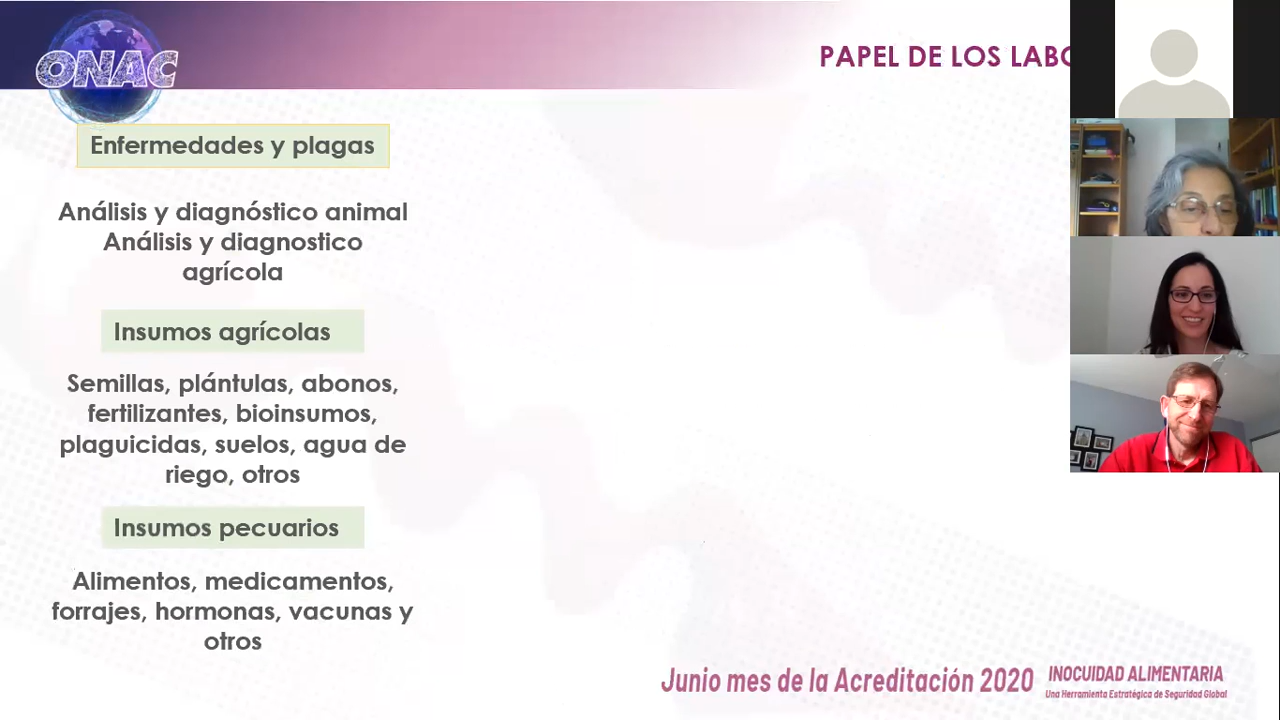 ONAC
PAPEL DE LOS
Enfermedades y plagas
Análisis y diagnóstico animal
Análisis y diagnostico
agrícola
Insumos agrícolas
Semillas, plántulas, abonos,
fertilizantes, bioinsumos,
plaguicidas, suelos, agua de
riego, otros
Insumos pecuarios
Alimentos, medicamentos,
forrajes, hormonas, vacunas y
otros
Junio mes de la Acreditación 2020
INOCUIDAD ALIMENTARIA
Una Herramienta Estratégica de Seguridad Global